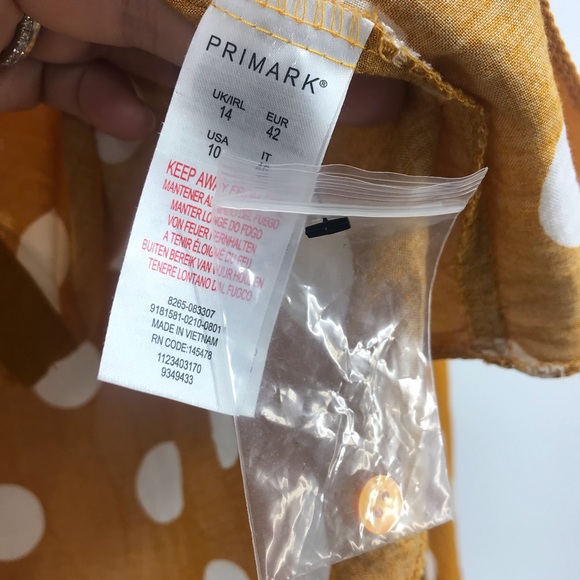 PRIMARK®
UK/IRL EUR
14 42
USA IT
10
KEEP AWAY
MANTENER DEL FUEGO
MANTER LONGE DO FOGO
VON FEUER FERNHALTEN
A TENIR ÉLOIGNÉ DU FEU
BUITEN BEREIK VAN VUUR HOUDEN
TENERE LONTANO DAL FUOCO
8265-083307
9181581-0210-0801
MADE IN VIETNAM
RN CODE:145478
1123403170
9349433